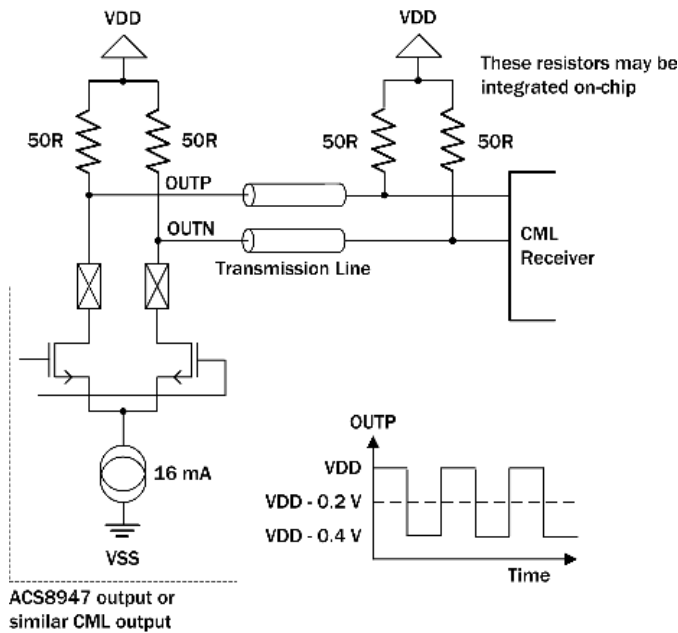 VDD
VDD
These resistors may be
integrated on-chip
50R
50R
50R
50R
OUTP
OUTN
Transmission Line
CML
Receiver
16 mA
VSS
OUTP
VDD
VDD - 0.2 V
VDD - 0.4 V
Time
ACS8947 output or
similar CML output